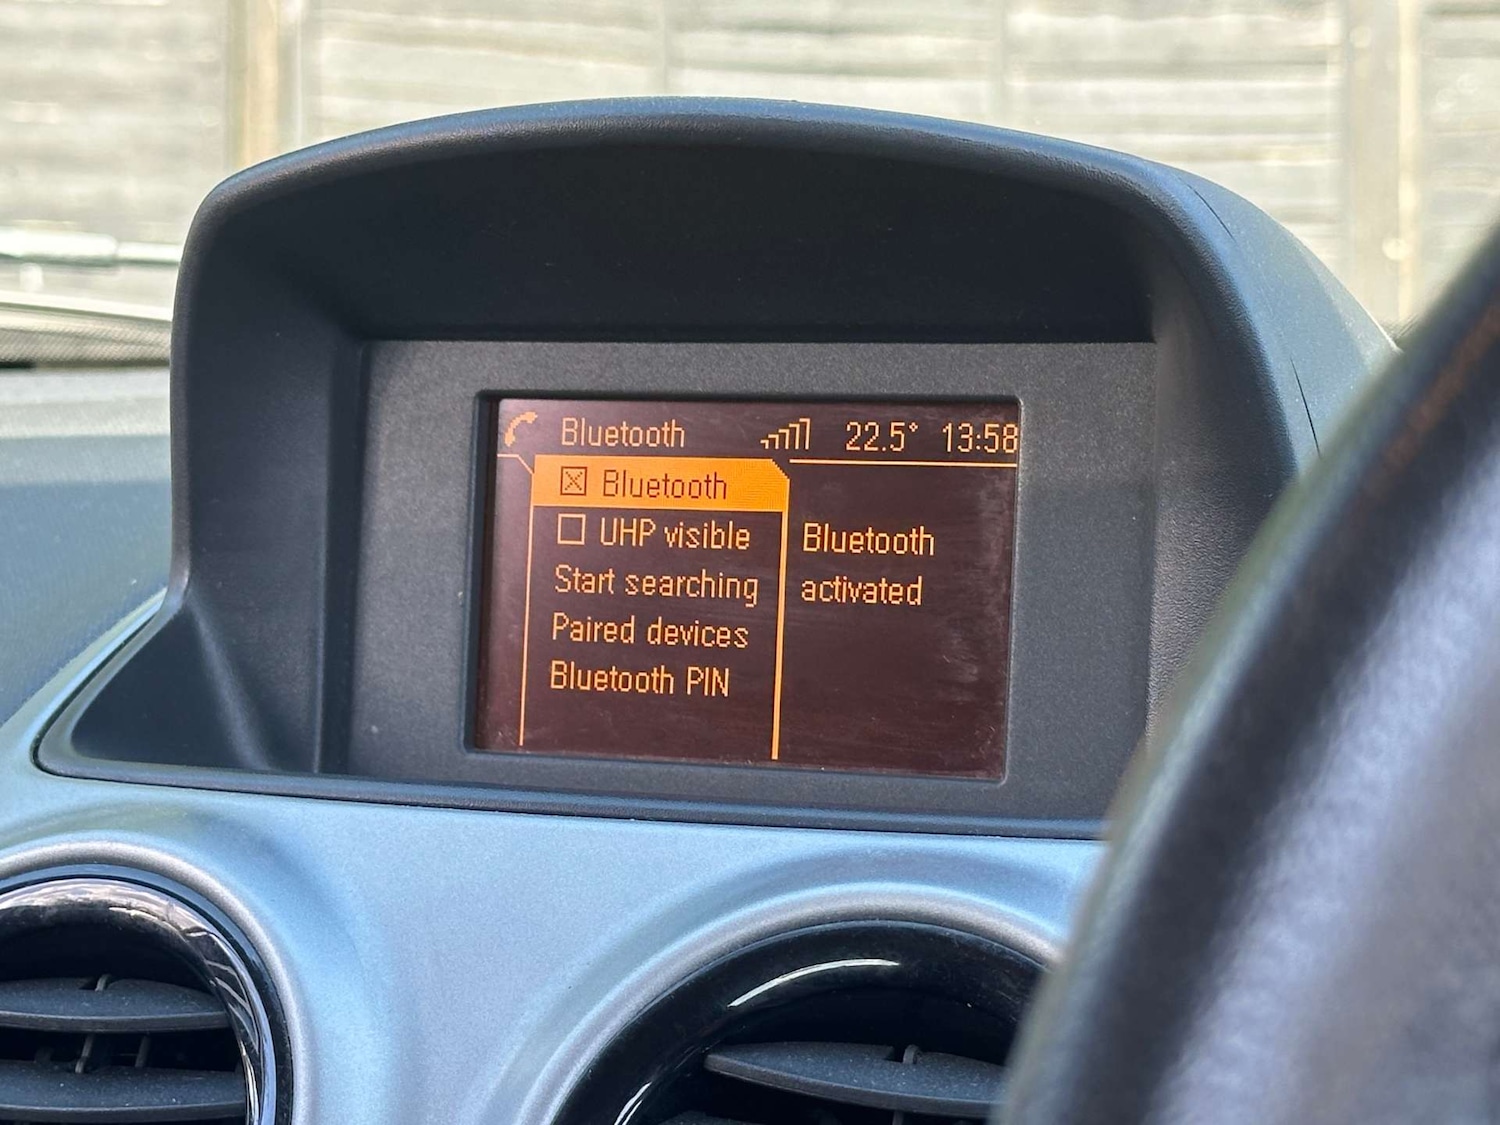 Bluetooth 22.5° 13:58
Bluetooth
UHP visible
Start searching
Paired devices
Bluetooth PIN
Bluetooth
activated